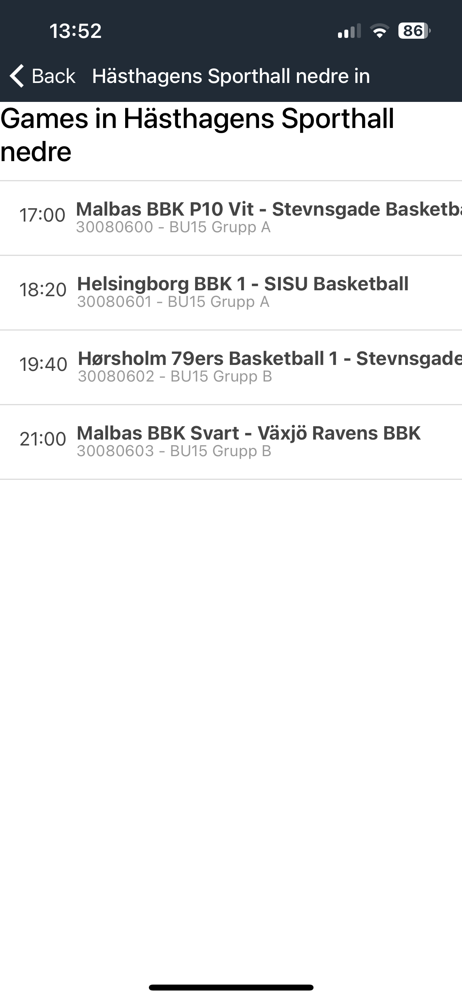 13:52
86
Back Hästhagens Sporthall nedre in
Games in Hästhagens Sporthall
nedre
17:00 Malbas BBK P10 Vit - Stevnsgade
30080600 - BU15 Grupp A
18:20 Helsingborg BBK 1 - SISU Basketball
30080601 - BU15 Grupp A
19:40 Hørsholm 79ers Basketball 1 - Stevnsgade
30080602 - BU15 Grupp B
21:00 Malbas BBK Svart - Växjö Ravens BBK
30080603 - BU15 Grupp B